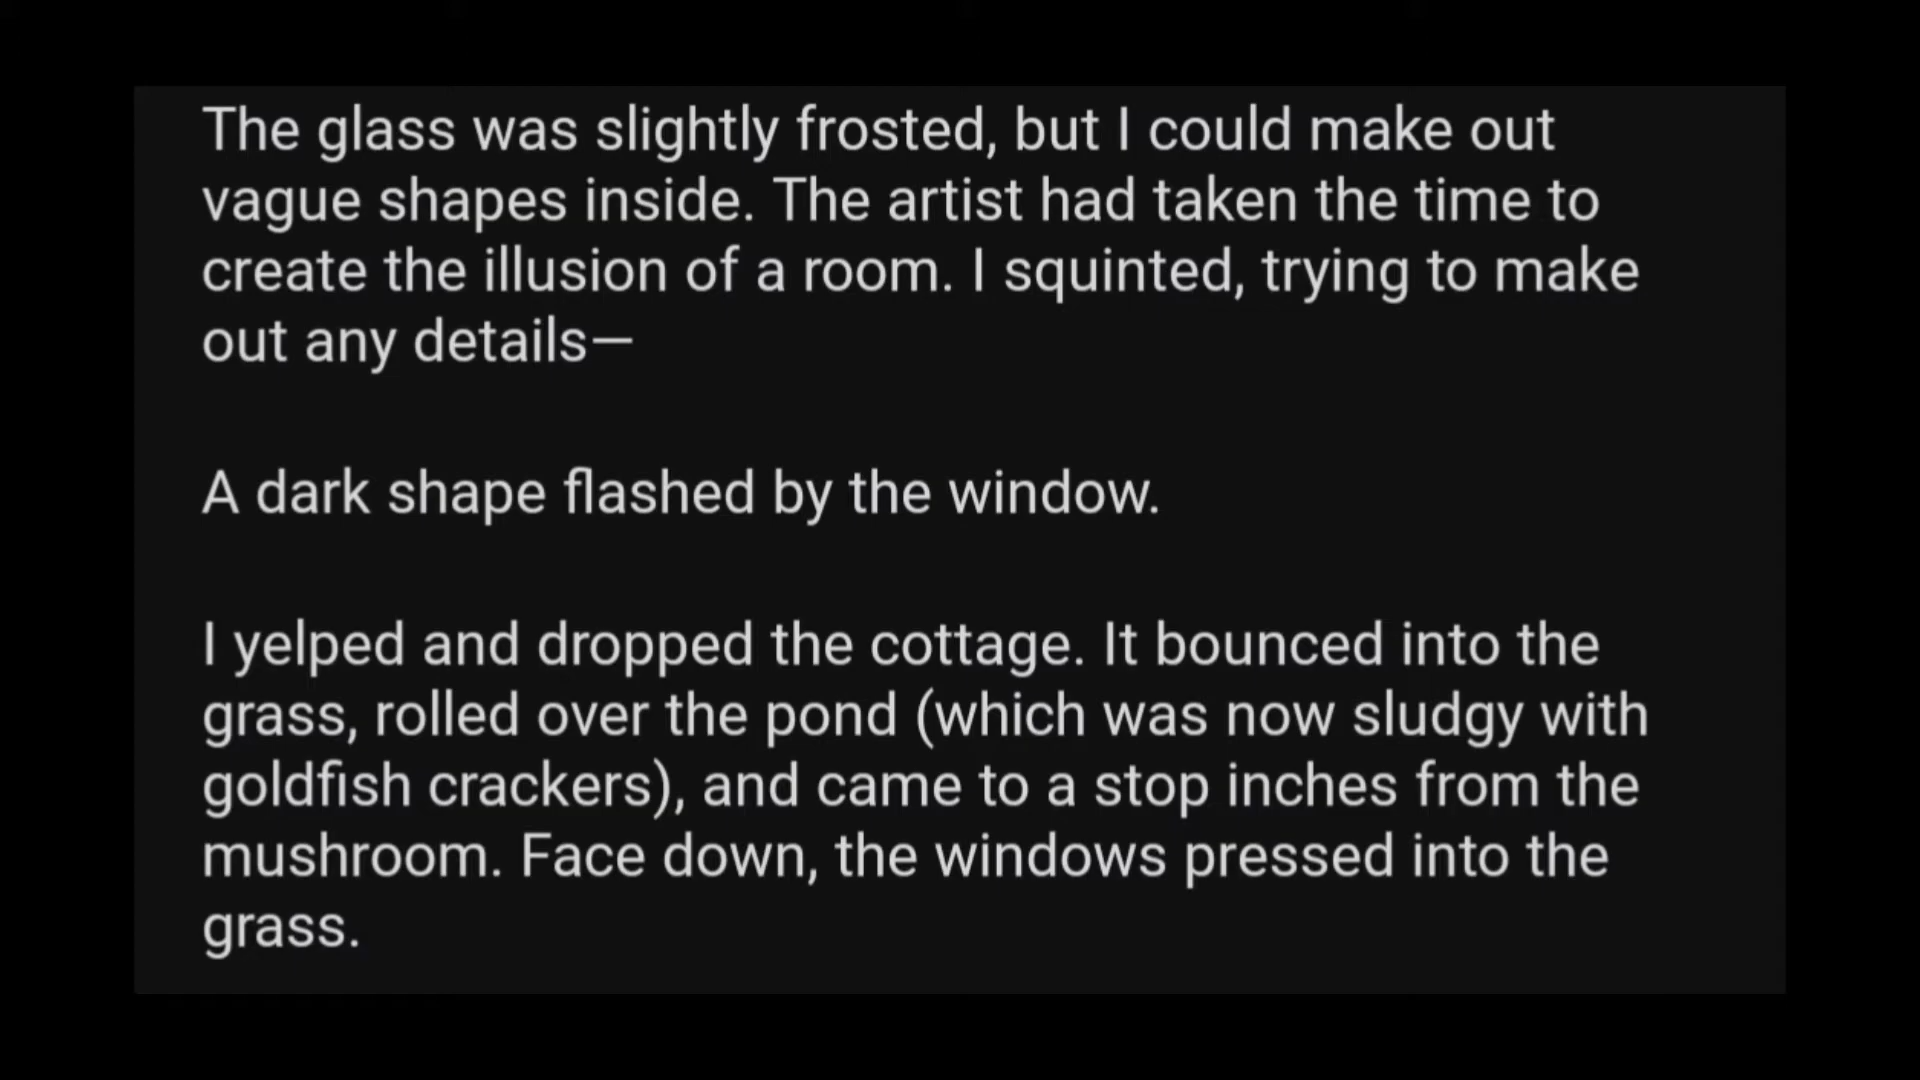 The glass was slightly frosted, but I could make out
vague shapes inside. The artist had taken the time to
create the illusion of a room. I squinted, trying to make
out any details—
A dark shape flashed by the window.
I yelped and dropped the cottage. It bounced into the
grass, rolled over the pond (which was now sludgy with
goldfish crackers), and came to a stop inches from the
mushroom. Face down, the windows pressed into the
grass.